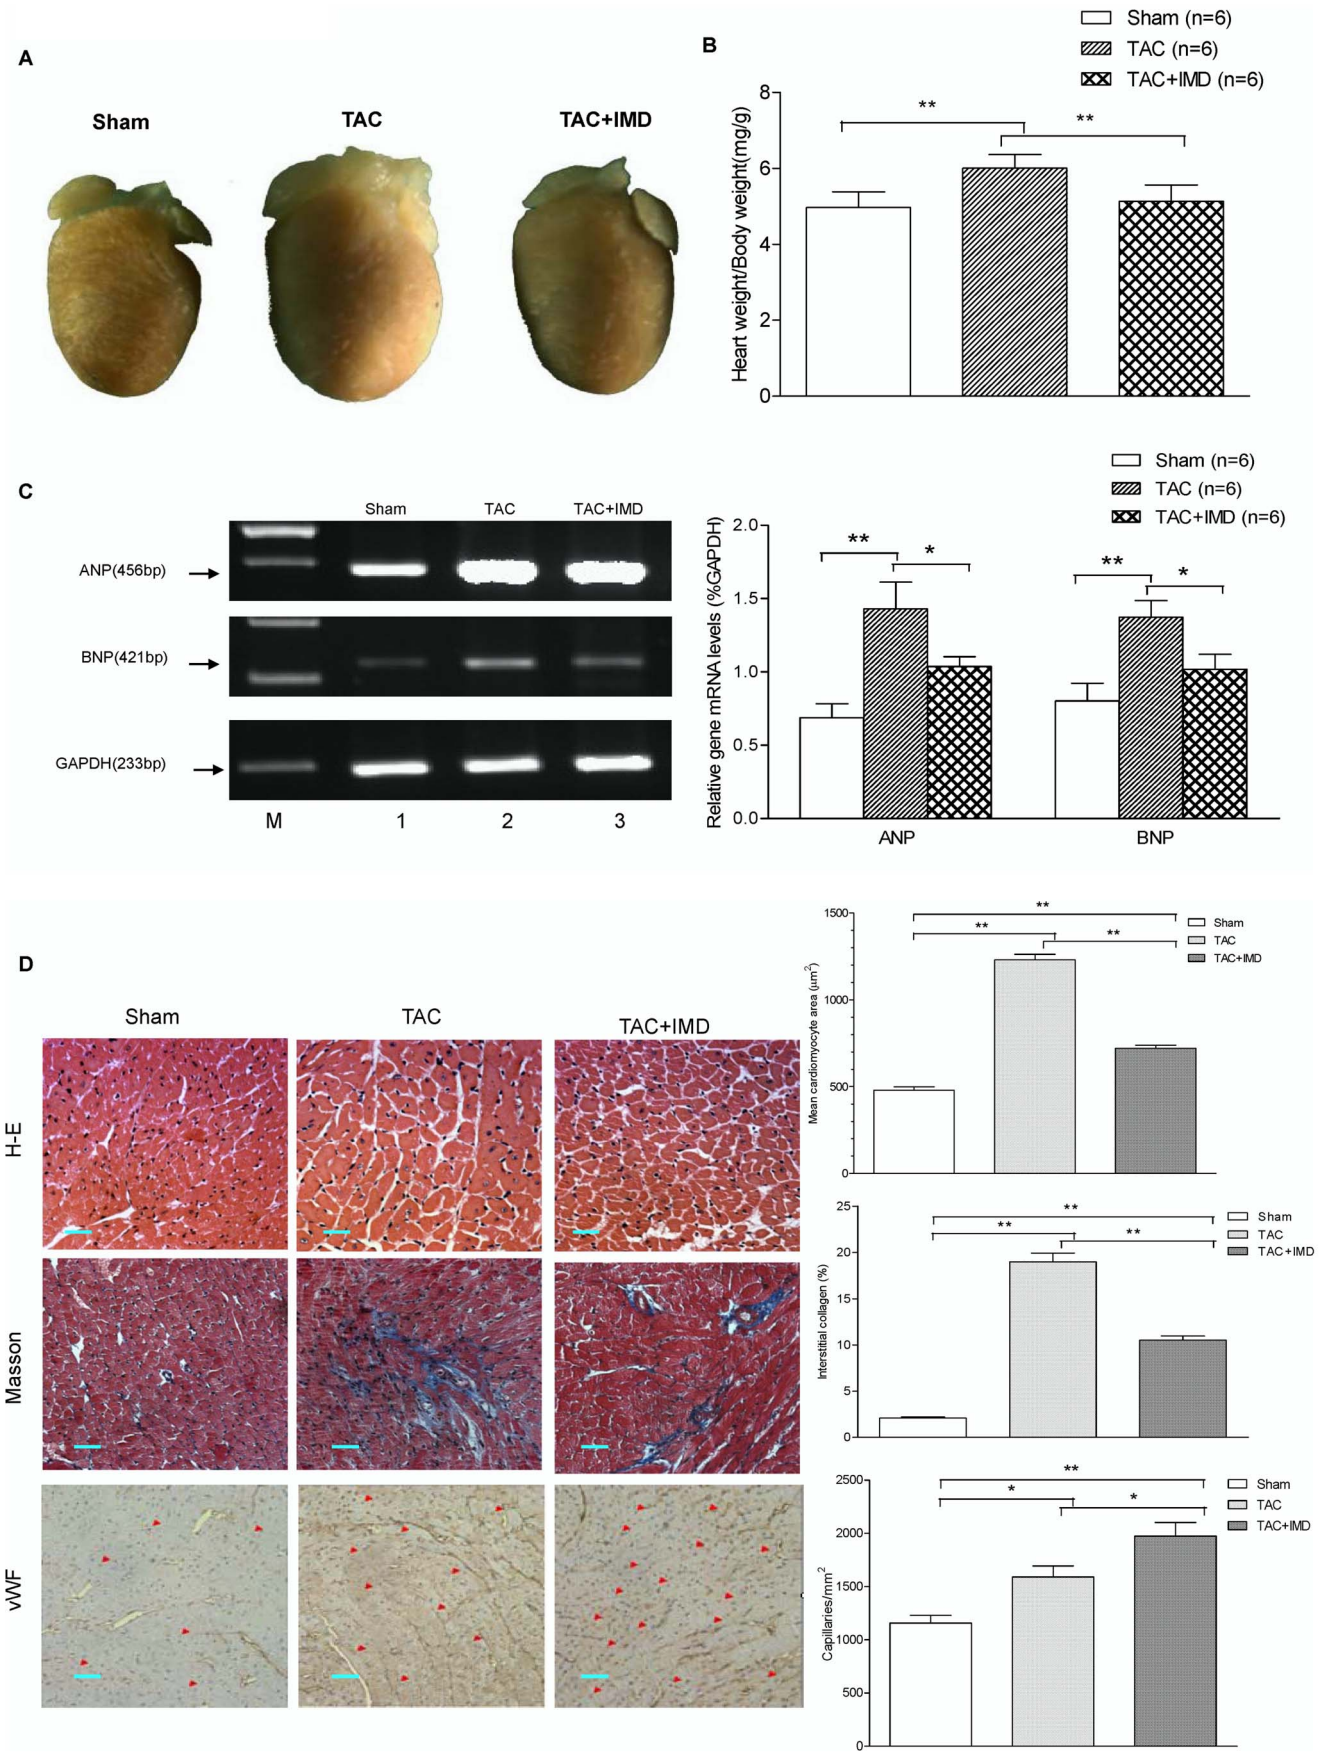 A
Sham
TAC
TAC+IMD
B
Sham (n=6)
TAC (n=6)
TAC+IMD (n=6)
Heart weight/Body weight(mg/g)
8
6
4
2
0
**
**
C
Sham
TAC
TAC+IMD
ANP(456bp)
BNP(421bp)
GAPDH(233bp)
M
1
2
3
Sham (n=6)
TAC (n=6)
TAC+IMD (n=6)
Relative gene mRNA levels (%GAPDH)
2.0
1.5
1.0
0.5
0.0
**
*
**
*
ANP
BNP
D
Sham
TAC
TAC+IMD
H-E
Masson
vWF
Mean cardiomyocyte area (μm²)
1500
1000
500
0
**
**
**
Sham
TAC
TAC+IMD
Interstitial collagen (%)
25
20
15
10
5
0
**
**
**
Sham
TAC
TAC+IMD
Capillaries/mm²
2500
2000
1500
1000
500
0
**
*
*
Sham
TAC
TAC+IMD